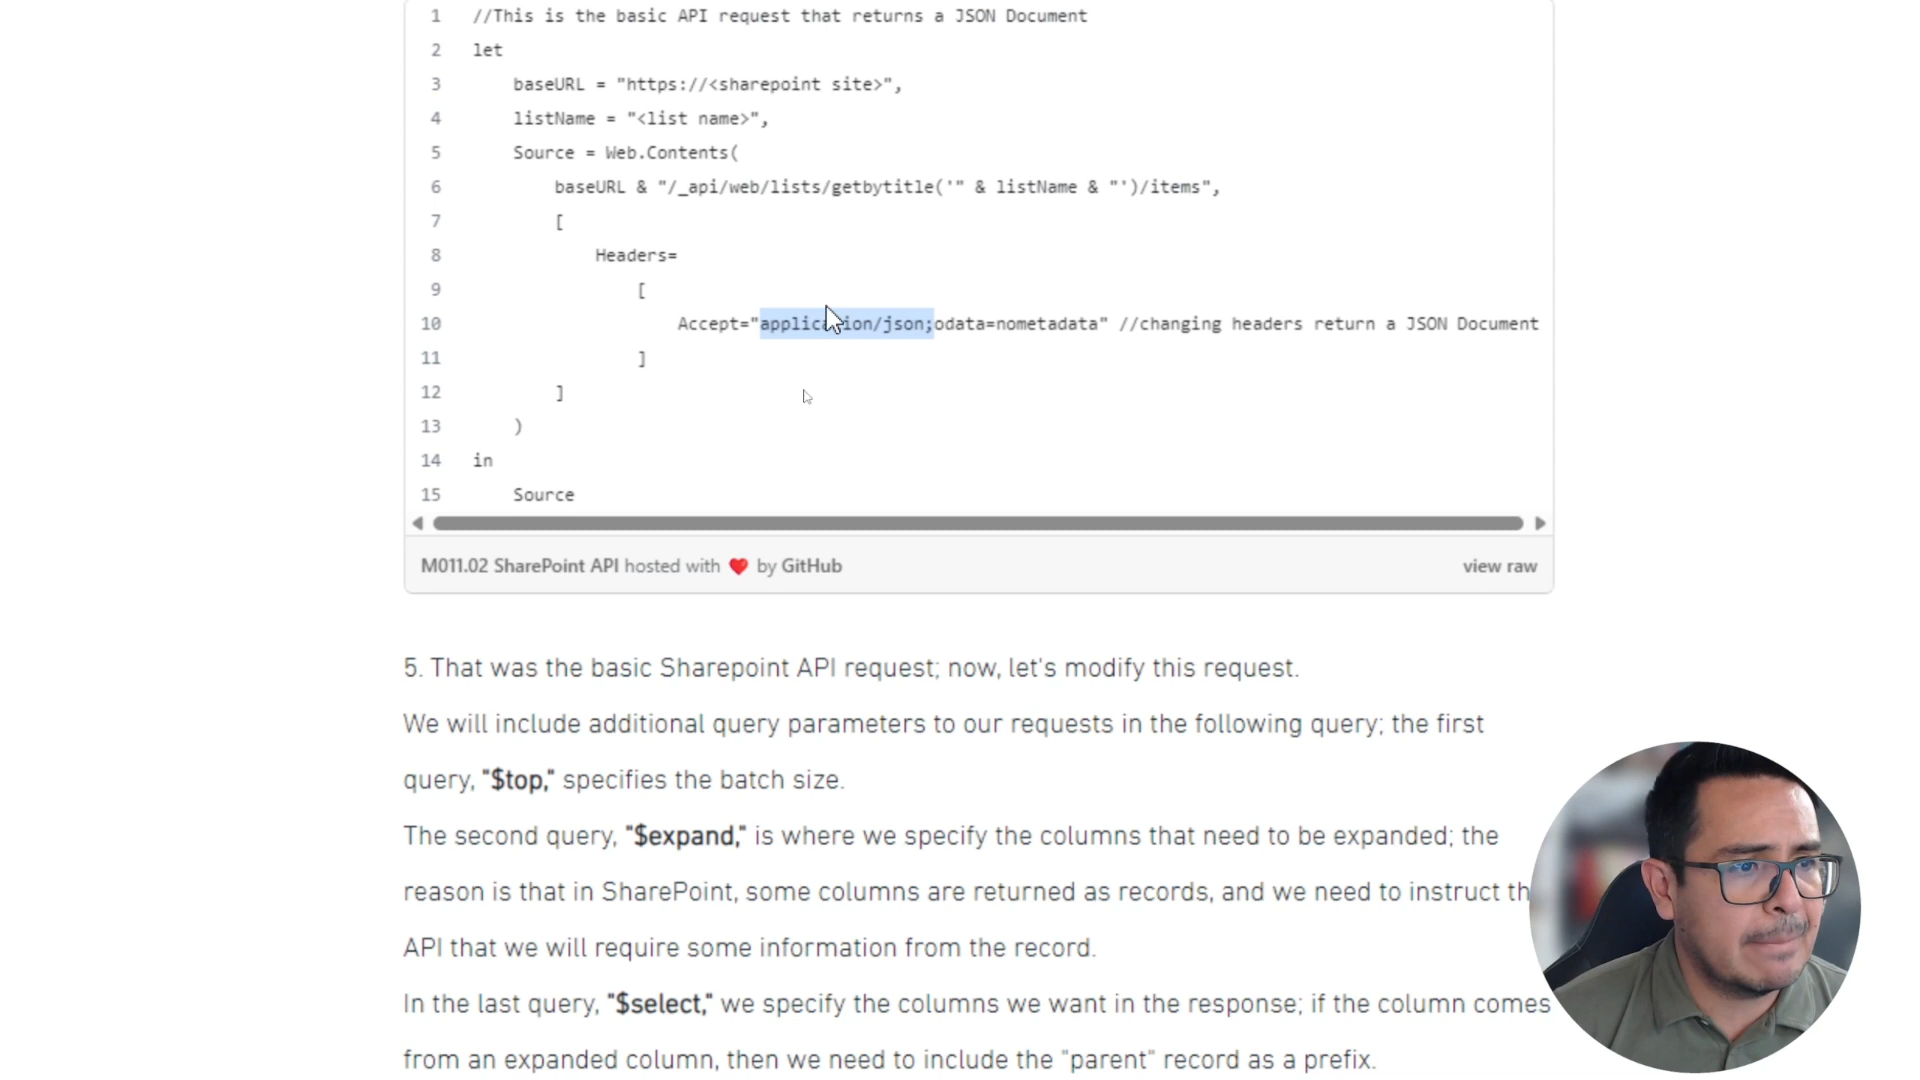 1 //This is the basic API request that returns a JSON Document
2 let
3 baseURL = "https://<sharepoint site>",
4 listName = "<list name>",
5 Source = Web.Contents(
6 baseURL & "/_api/web/lists/getbytitle('" & listName & "')/items",
7 [
8 Headers=
9 [
10 Accept="application/json;odata=nometadata" //changing headers return a JSON Document
11 ]
12 ]
13 )
14 in
15 Source
M011.02 SharePoint API hosted with ❤ by GitHub view raw
5. That was the basic Sharepoint API request; now, let's modify this request.
We will include additional query parameters to our requests in the following query; the first
query, "$top," specifies the batch size.
The second query, "$expand," is where we specify the columns that need to be expanded; the
reason is that in SharePoint, some columns are returned as records, and we need to instruct th
API that we will require some information from the record.
In the last query, "$select," we specify the columns we want in the response; if the column comes
from an expanded column, then we need to include the "parent" record as a prefix.